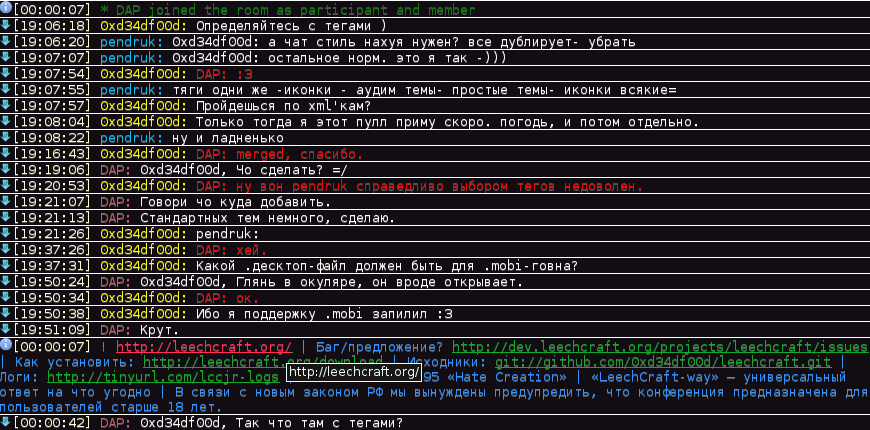 [00:00:07] * DAP joined the room as participant and member
[19:06:18] 0xd34df00d: Определяйтесь с тегами )
[19:06:20] pendruk: 0xd34df00d: а чат стиль нахуя нужен? все дублирует- убрать
[19:07:07] pendruk: 0xd34df00d: остальное норм. это я так -)))
[19:07:54] 0xd34df00d: DAP: :3
[19:07:55] pendruk: тяги одни же -иконки - аудим темы- простые темы- иконки всякие=
[19:07:57] 0xd34df00d: Пройдешься по xml'кам?
[19:08:04] 0xd34df00d: Только тогда я этот пулл приму скоро. погодь, и потом отдельно.
[19:08:22] pendruk: ну и ладненько
[19:16:43] 0xd34df00d: DAP: merged, спасибо.
[19:19:06] DAP: 0xd34df00d, Чо сделать? =/
[19:20:53] 0xd34df00d: DAP: ну вон pendruk справедливо выбором тегов недоволен.
[19:21:07] DAP: Говори чо куда добавить.
[19:21:13] DAP: Стандартных тем немного, сделаю.
[19:21:26] 0xd34df00d: pendruk:
[19:37:26] 0xd34df00d: DAP: хей.
[19:37:31] 0xd34df00d: Какой .десктоп-файл должен быть для .mobi-говна?
[19:50:24] DAP: 0xd34df00d, Глянь в окуляре, он вроде открывает.
[19:50:34] 0xd34df00d: DAP: ок.
[19:50:38] 0xd34df00d: Ибо я поддержку .mobi запилил :3
[19:51:09] DAP: Крут.
[00:00:07] ! http://leechcraft.org/ | Баг/предложение? http://dev.leechcraft.org/projects/leechcraft/issues
| Как установить: http://leechcraft.org/download | Исходники: git://github.com/0xd34df00d/leechcraft.git |
Логи: http://tinyurl.com/lccjr-logs http://leechcraft.org/ 95 «Hate Creation» | «LeechCraft-way» — универсальный
ответ на что угодно | В связи с новым законом РФ мы вынуждены предупредить, что конференция предназначена для
пользователей старше 18 лет.
[00:00:42] DAP: 0xd34df00d, Так что там с тегами?